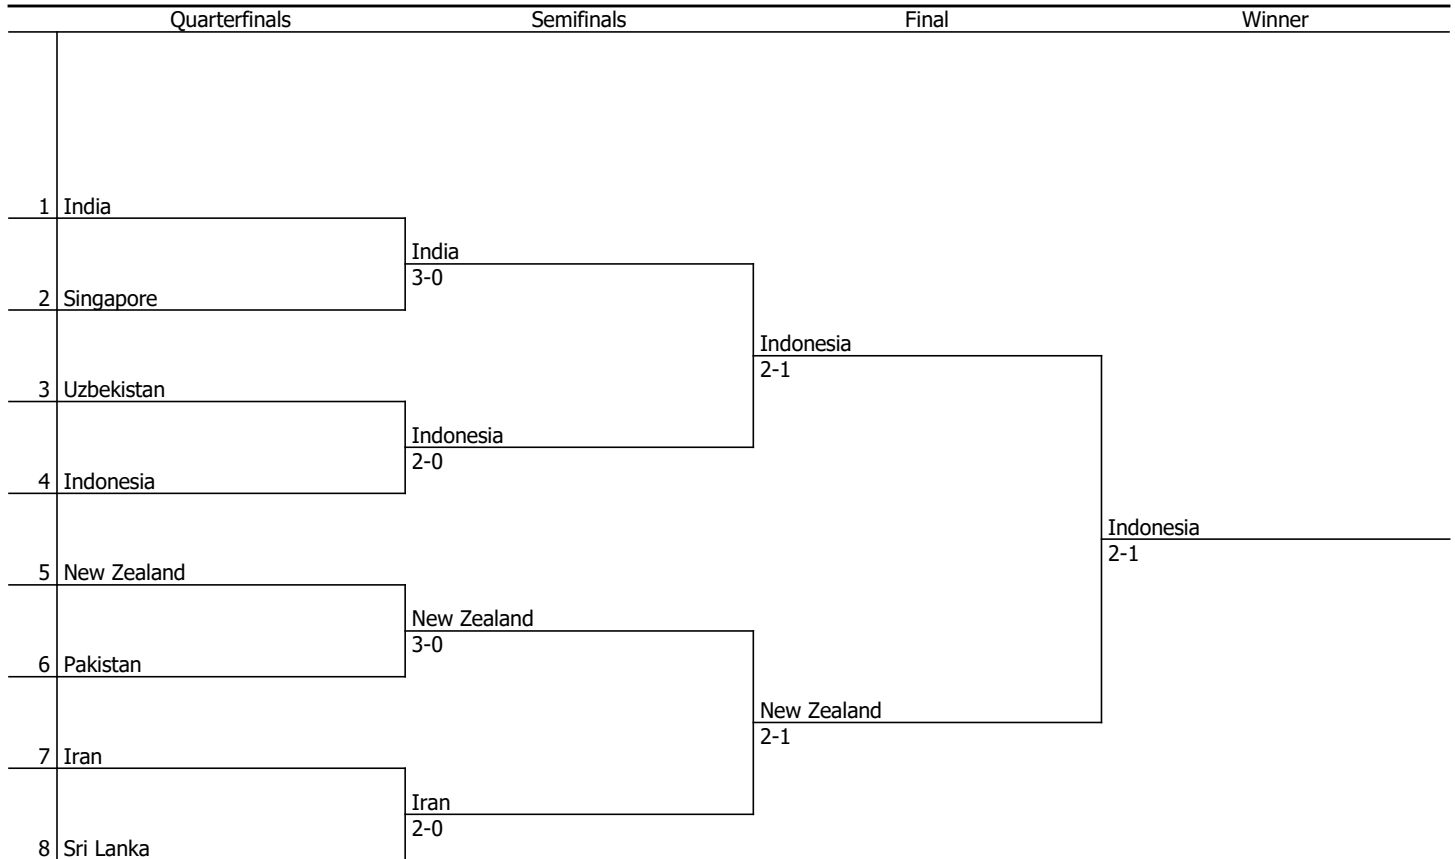 Quarterfinals Semifinals Final Winner
1 India
India
3-0
2 Singapore
Indonesia
2-1
3 Uzbekistan
Indonesia
2-0
4 Indonesia
Indonesia
2-1
5 New Zealand
New Zealand
3-0
6 Pakistan
New Zealand
2-1
7 Iran
Iran
2-0
8 Sri Lanka